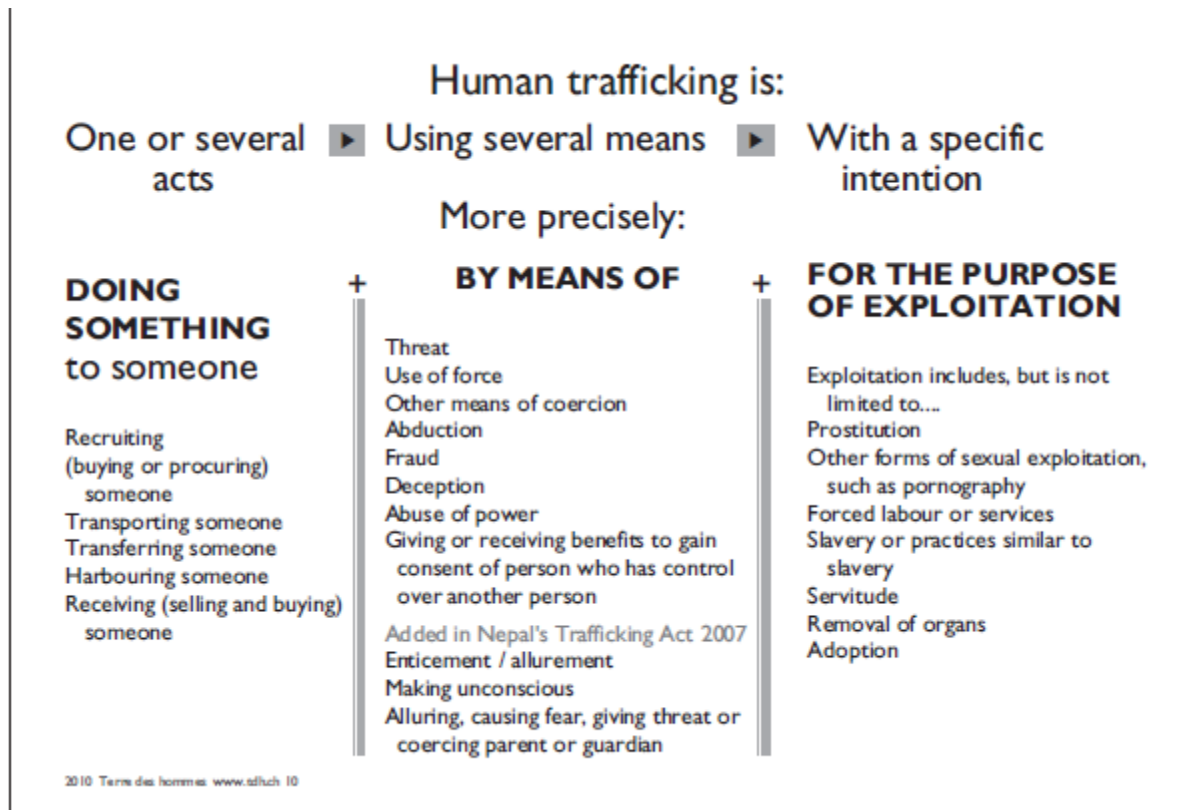 Human trafficking is:
One or several
acts
Using several means
With a specific
intention
More precisely:
DOING
SOMETHING
to someone
Recruiting
(buying or procuring)
someone
Transporting someone
Transferring someone
Harbouring someone
Receiving (selling and buying)
someone
+
BY MEANS OF
Threat
Use of force
Other means of coercion
Abduction
Fraud
Deception
Abuse of power
Giving or receiving benefits to gain
consent of person who has control
over another person
Added in Nepal's Trafficking Act 2007
Enticement / allurement
Making unconscious
Alluring, causing fear, giving threat or
coercing parent or guardian
+
FOR THE PURPOSE
OF EXPLOITATION
Exploitation includes, but is not
limited to....
Prostitution
Other forms of sexual exploitation,
such as pornography
Forced labour or services
Slavery or practices similar to
slavery
Servitude
Removal of organs
Adoption
2010 Terre des hommes www.tdh.ch 10